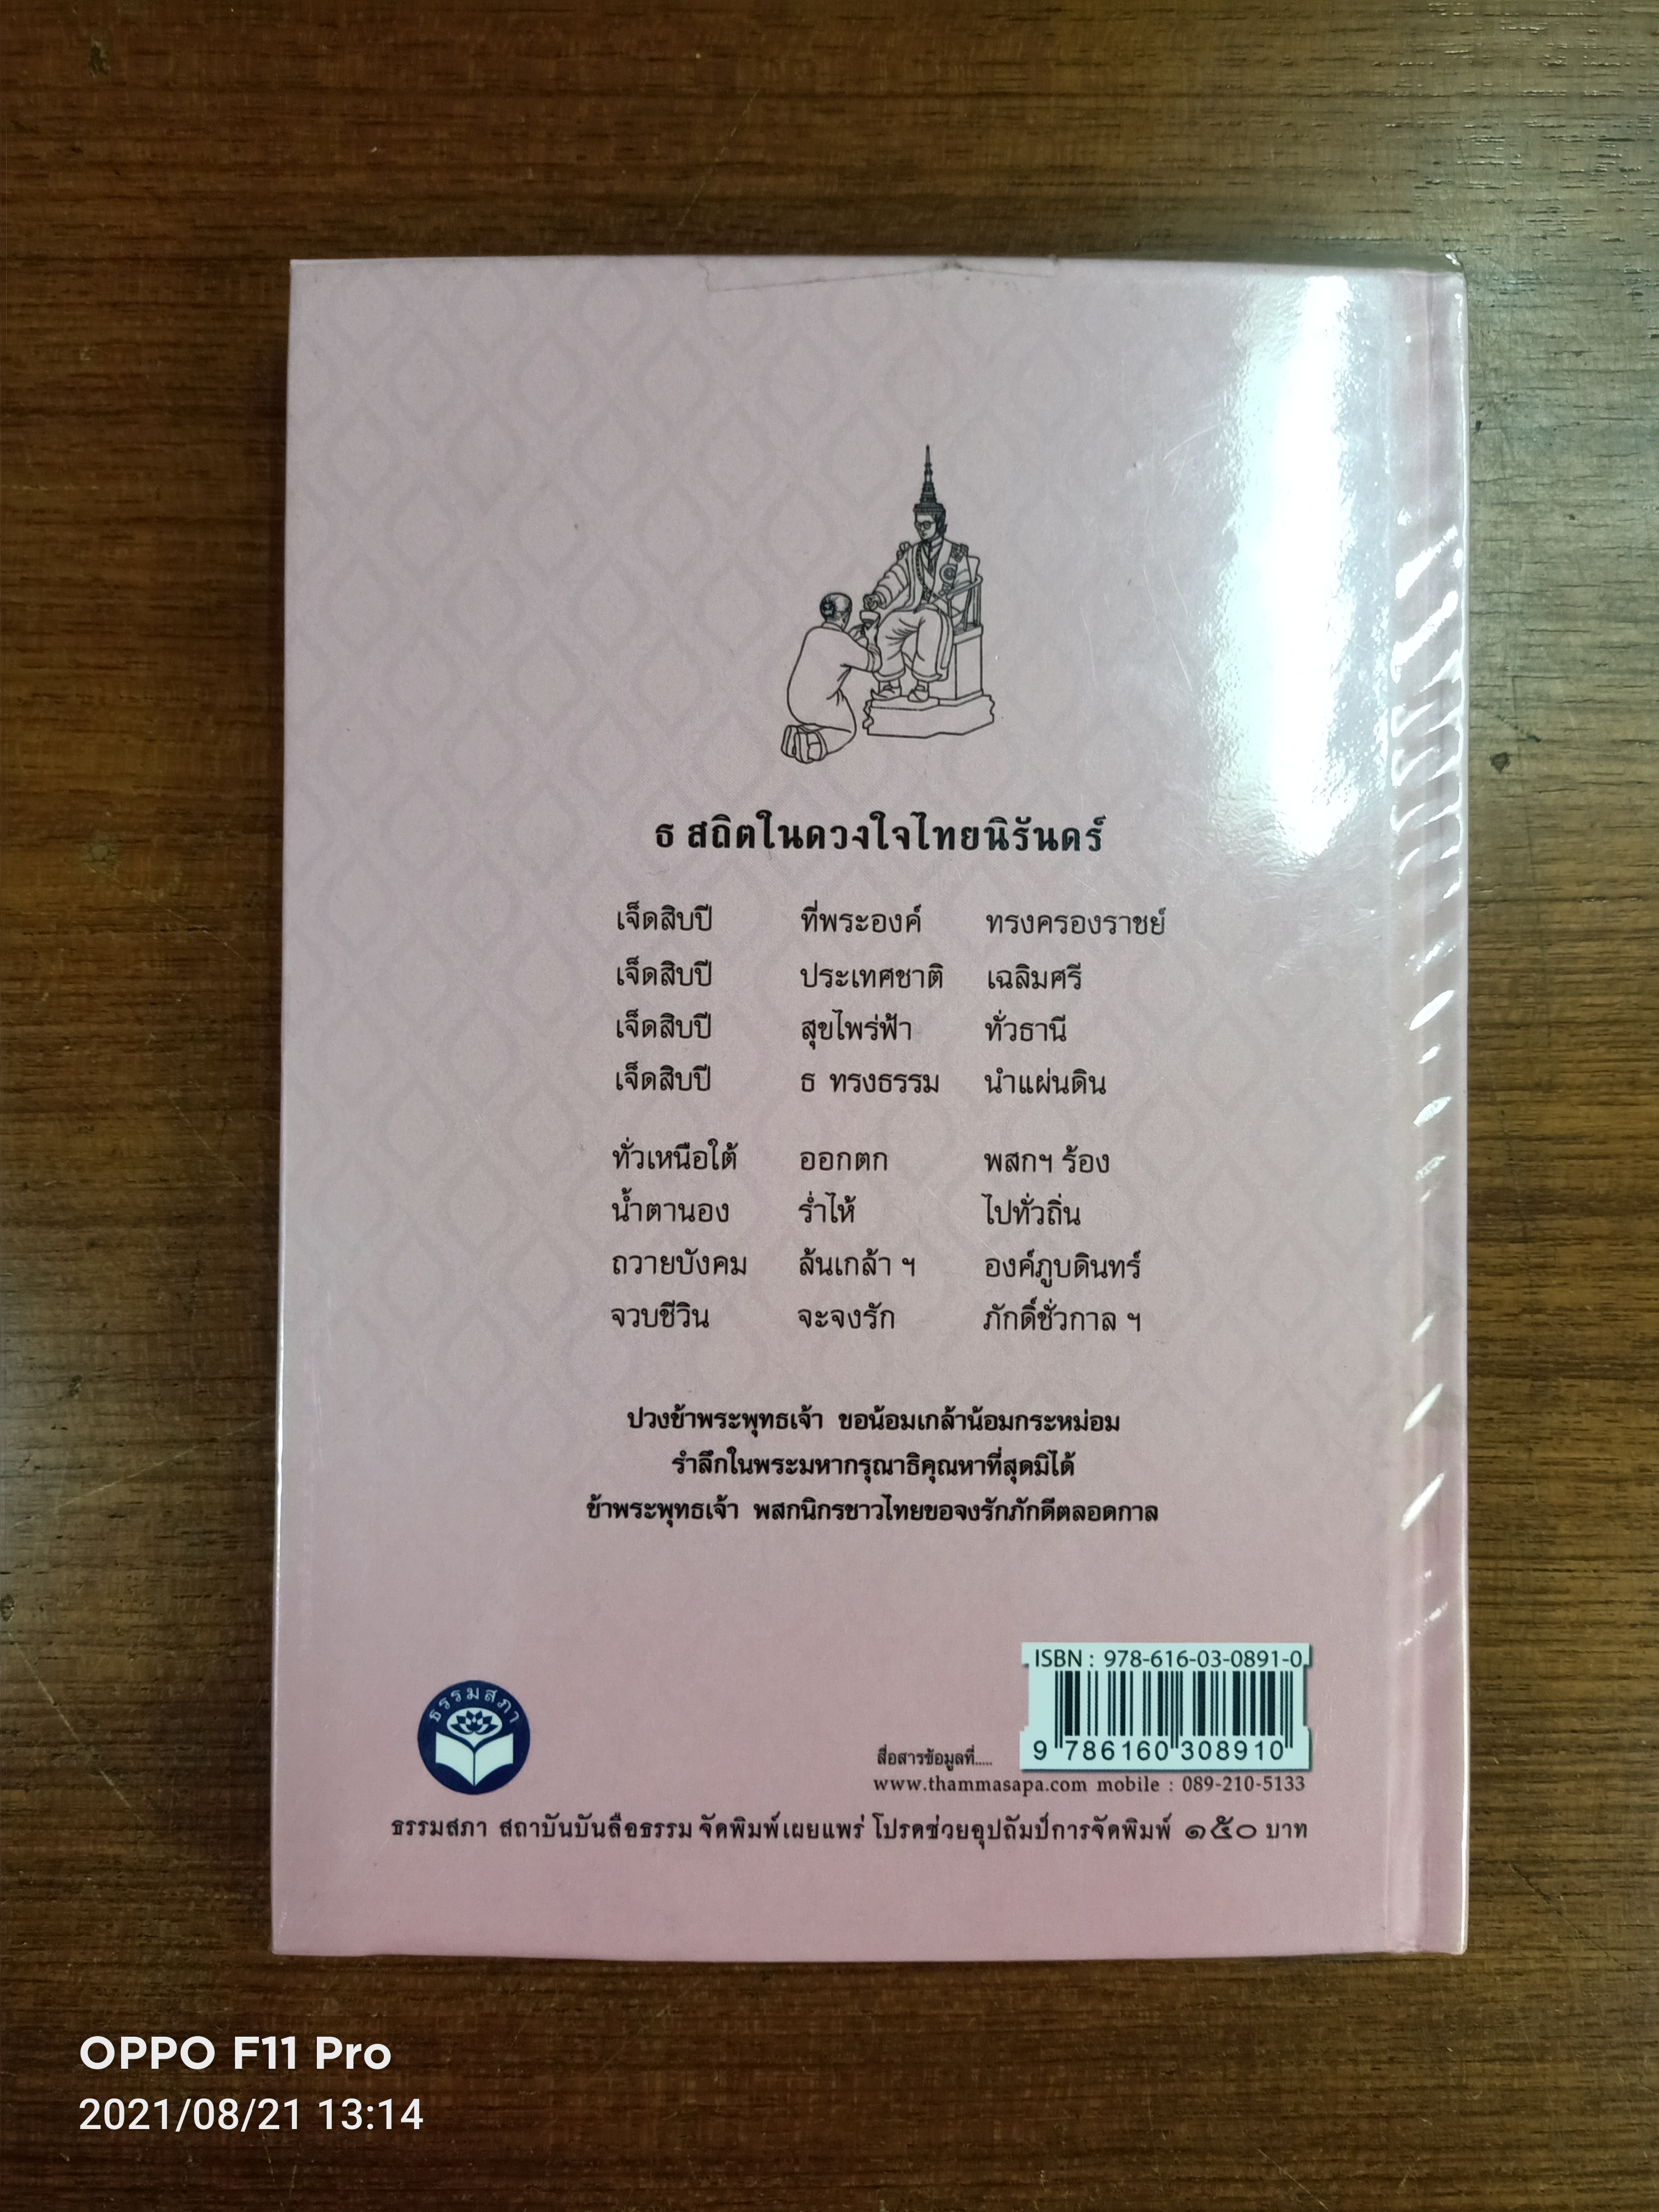 ธ สถิตในดวงใจไทยนิรันดร์
เจ็ดสิบปี ที่พระองค์ ทรงครองราชย์
เจ็ดสิบปี ประเทศชาติ เฉลิมศรี
เจ็ดสิบปี สุขไพร่ฟ้า ทั่วธานี
เจ็ดสิบปี ธ ทรงธรรม นำแผ่นดิน
ทั่วเหนือใต้ ออกตก พสกฯ ร้อง
น้ำตานอง ร่ำไห้ ไปทั่วถิ่น
ถวายบังคม ล้นเกล้า ฯ องค์ภูบดินทร์
จวบชีวิน จะจงรัก ภักดิ์ชั่วกาล ฯ
ปวงข้าพระพุทธเจ้า ขอน้อมเกล้าน้อมกระหม่อม
รำลึกในพระมหากรุณาธิคุณหาที่สุดมิได้
ข้าพระพุทธเจ้า พสกนิกรชาวไทยขอจงรักภักดีตลอดกาล
ISBN : 978-616-03-0891-0
9 786160 308910
ธรรมสภา
สื่อสารข้อมูลที่.....
www.thammasapa.com mobile : 089-210-5133
ธรรมสภา สถาบันบันลือธรรม จัดพิมพ์เผยแพร่ โปรดช่วยอุปถัมป์การจัดพิมพ์ ๑๕๐ บาท
OPPO F11 Pro
2021/08/21 13:14